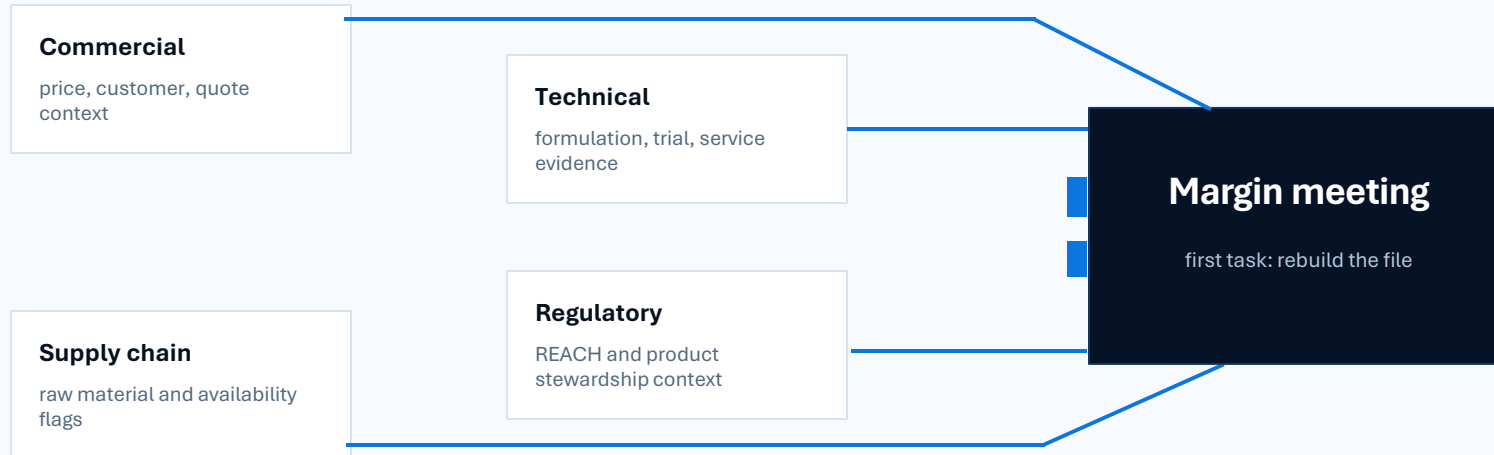 Commercial
price, customer, quote
context
Technical
formulation, trial, service
evidence
Margin meeting
first task: rebuild the file
Regulatory
REACH and product
stewardship context
Supply chain
raw material and availability
flags